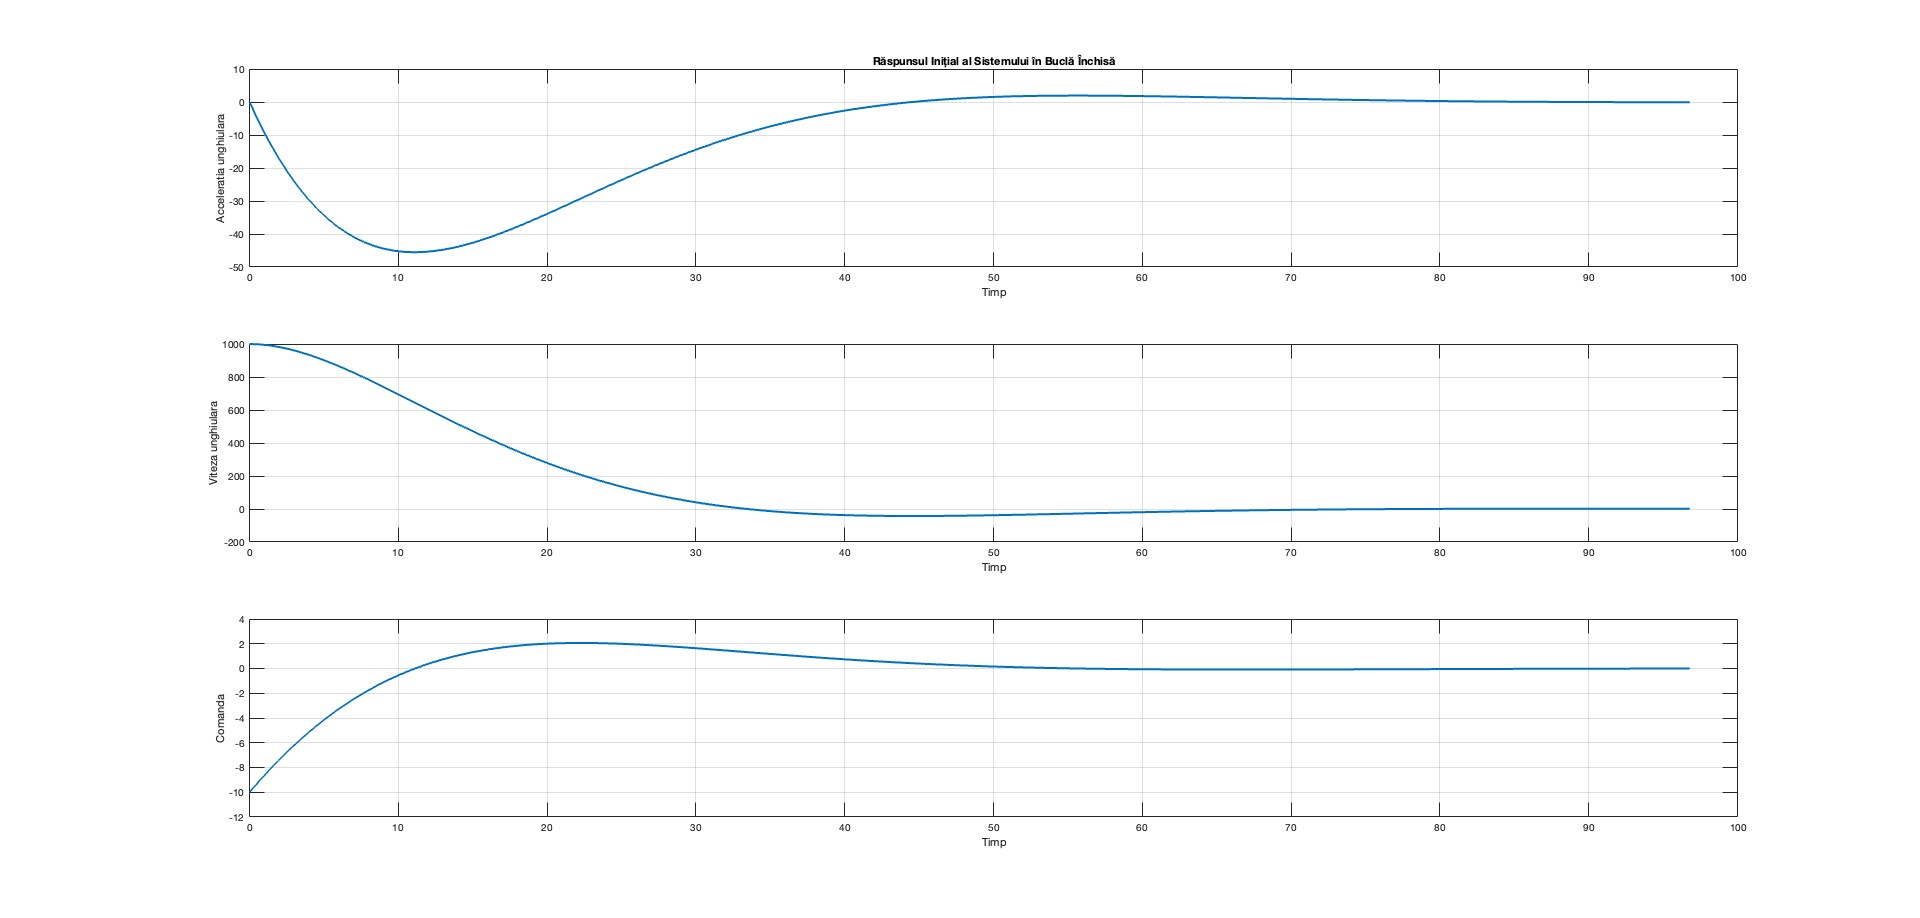 Răspunsul Inițial al Sistemului în Buclă Închisă
10
0
-10
-20
-30
-40
-50
Acceleratia unghiulara
0 10 20 30 40 50 60 70 80 90 100
Timp
1000
800
600
400
200
0
-200
Viteza unghiulara
0 10 20 30 40 50 60 70 80 90 100
Timp
4
2
0
-2
-4
-6
-8
-10
-12
Comanda
0 10 20 30 40 50 60 70 80 90 100
Timp